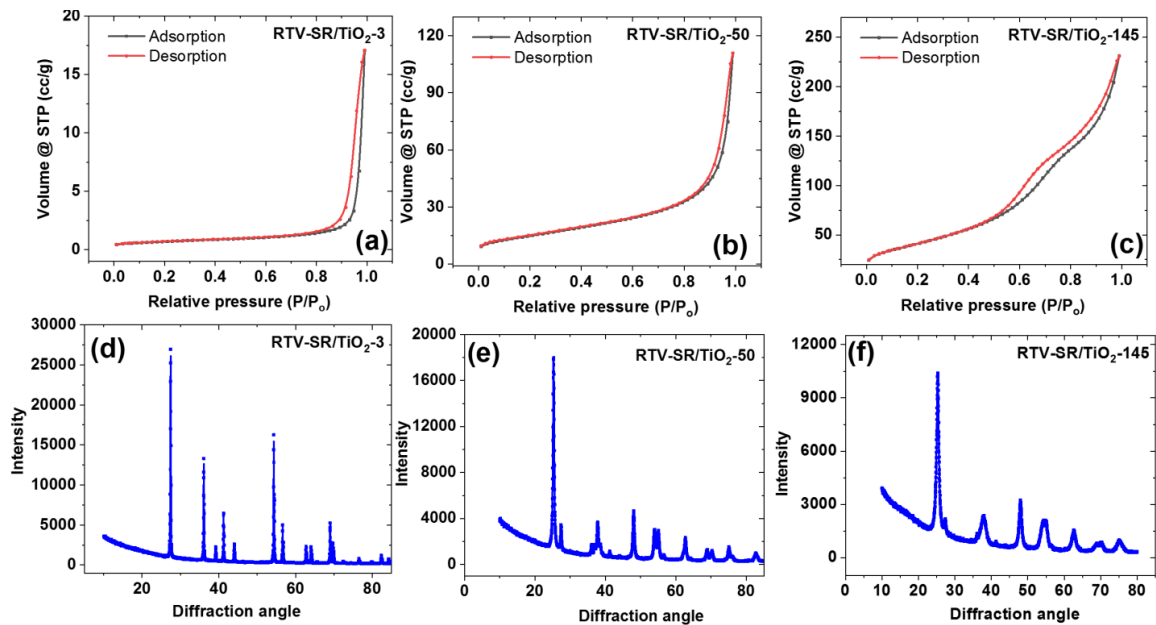 RTV-SR/TiO₂-3
Adsorption
Desorption
Volume @ STP (cc/g)
20
15
10
5
0
(a)
0.0 0.2 0.4 0.6 0.8 1.0
Relative pressure (P/Pₒ)
RTV-SR/TiO₂-50
Adsorption
Desorption
Volume @ STP (cc/g)
120
90
60
30
0
(b)
0.0 0.2 0.4 0.6 0.8 1.0
Relative pressure (P/Pₒ)
RTV-SR/TiO₂-145
Adsorption
Desorption
Volume @ STP (cc/g)
250
200
150
100
50
(c)
0.0 0.2 0.4 0.6 0.8 1.0
Relative pressure (P/Pₒ)
(d)
RTV-SR/TiO₂-3
Intensity
30000
25000
20000
15000
10000
5000
0
20 40 60 80
Diffraction angle
(e)
RTV-SR/TiO₂-50
Intensity
20000
16000
12000
8000
4000
0
20 40 60 80
Diffraction angle
(f)
RTV-SR/TiO₂-145
Intensity
12000
9000
6000
3000
0
0 10 20 30 40 50 60 70 80
Diffraction angle